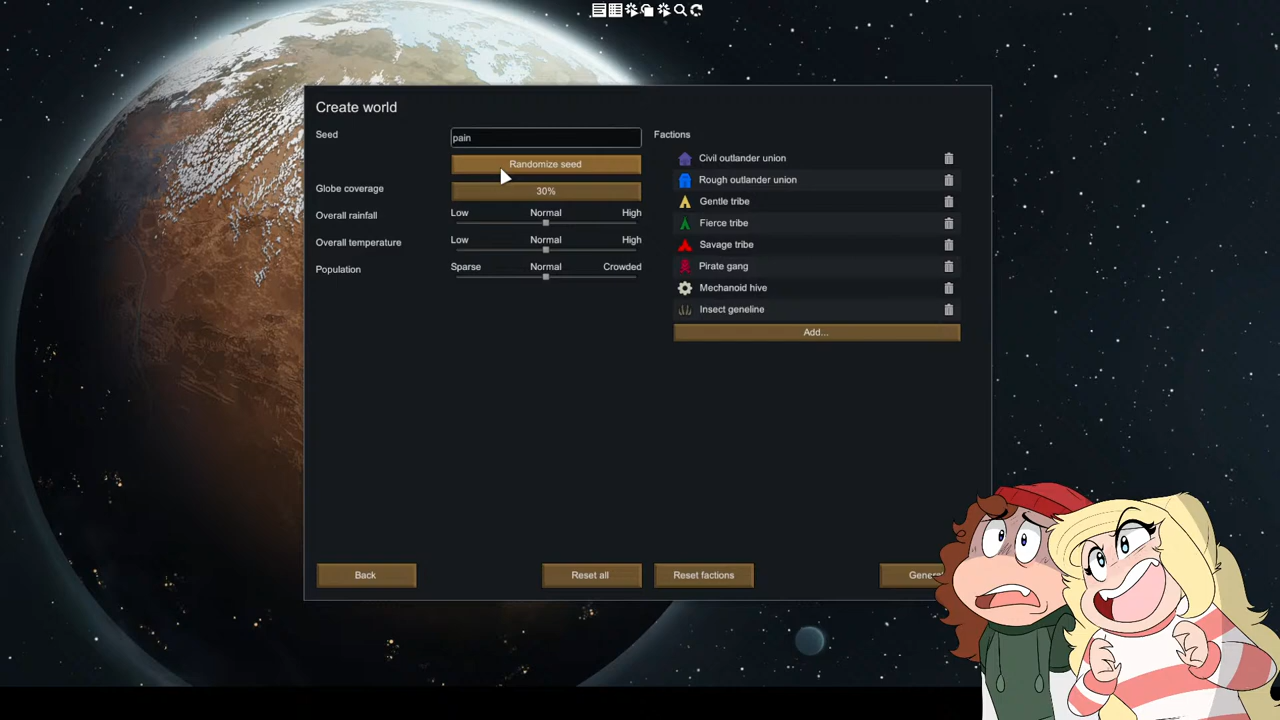 Create world
Seed
pain
Randomize seed
Globe coverage
30%
Overall rainfall
Low Normal High
Overall temperature
Low Normal High
Population
Sparse Normal Crowded
Factions
Civil outlander union
Rough outlander union
Gentle tribe
Fierce tribe
Savage tribe
Pirate gang
Mechanoid hive
Insect geneline
Add...
Back
Reset all
Reset factions